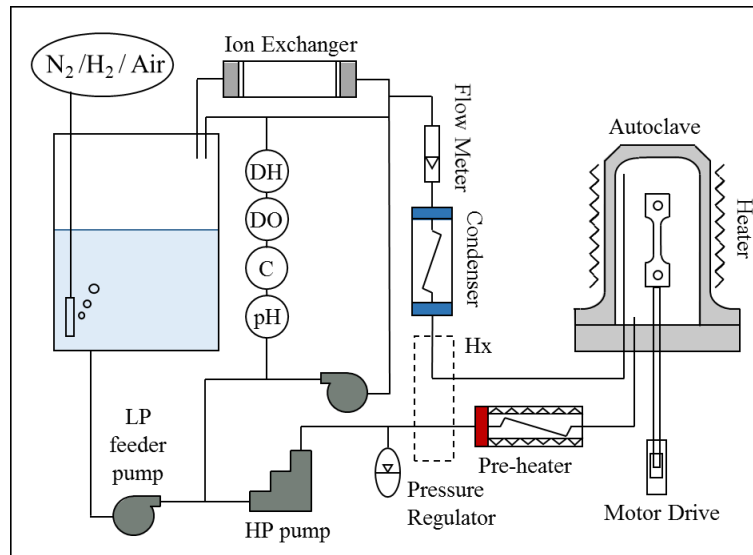 N₂/H₂/Air
Ion Exchanger
Flow Meter
Autoclave
Heater
DH
DO
C
pH
Condenser
Hx
LP
feeder
pump
HP pump
Pressure
Regulator
Pre-heater
Motor Drive